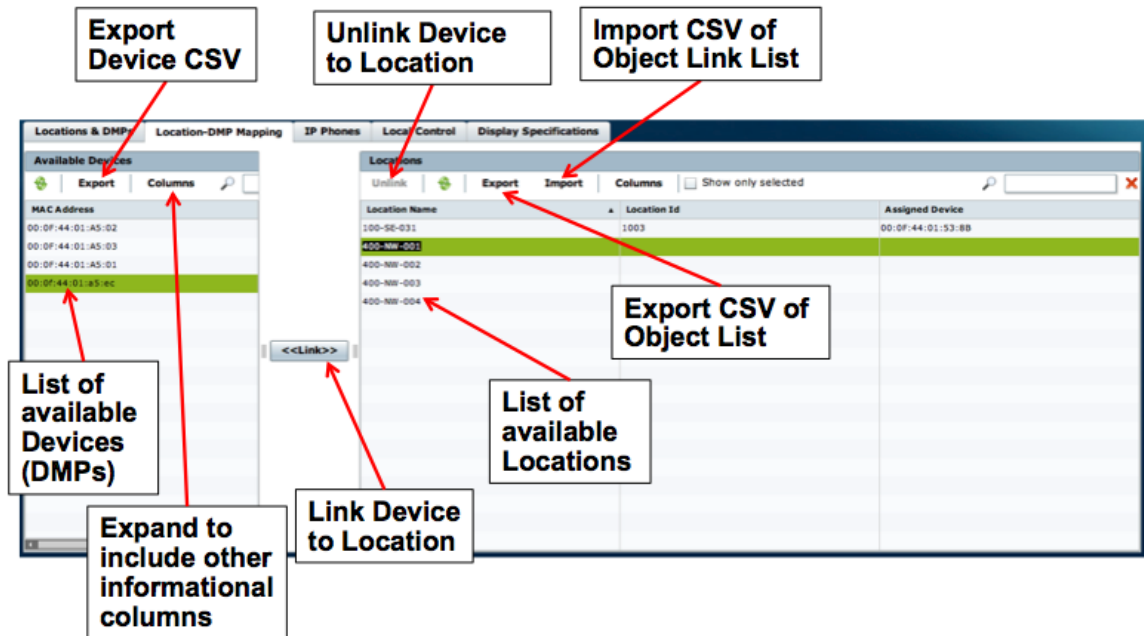 Export
Device CSV
Unlink Device
to Location
Import CSV of
Object Link List
Locations & DMPs
Location-DMP Mapping
IP Phones
Local Control
Display Specifications
Available Devices
Locations
Export
Columns
Unlink
Export
Import
Columns
Show only selected
MAC Address
Location Name
Location Id
Assigned Device
00:0F:44:01:A5:02
100-SE-031
1003
00:0F:44:01:53:8B
00:0F:44:01:A5:03
400-NW-001
00:0F:44:01:A5:01
400-NW-002
00:0f:44:01:a5:ec
400-NW-003
400-NW-004
Export CSV of
Object List
<<Link>>
List of
available
Devices
(DMPs)
List of
available
Locations
Link Device
to Location
Expand to
include other
informational
columns